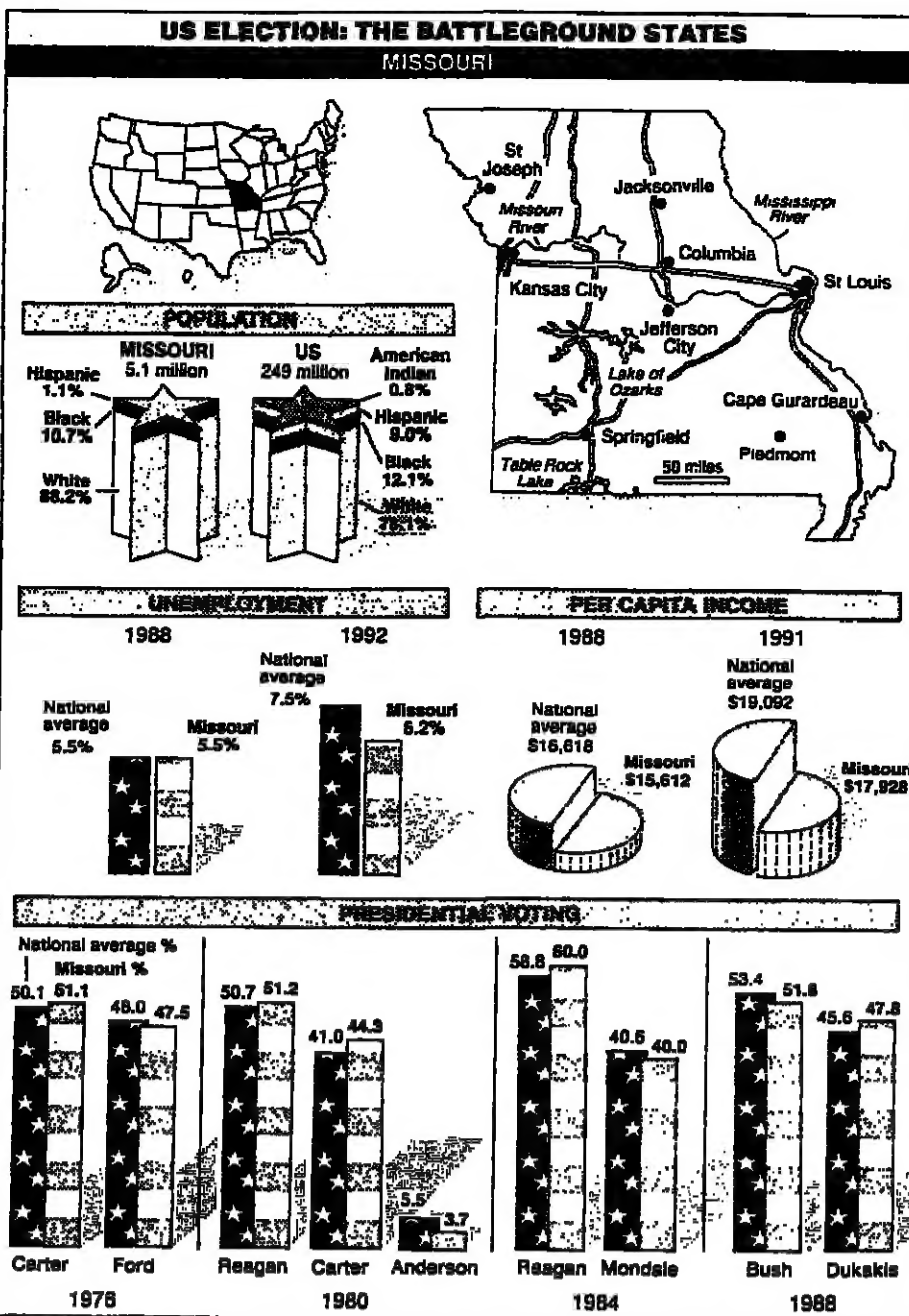 US ELECTION: THE BATTLEGROUND STATES
MISSOURI
St
Joseph
Jacksonville
Missouri
River
Mississippi
River
Columbia
St Louis
Kansas City
Jefferson
City
Lake of
Ozarks
Cape Gurardeau
Springfield
Piedmont
Table Rock
Lake
50 miles
POPULATION
MISSOURI
5.1 million
US
249 million
American
Indian
0.8%
Hispanic
1.1%
Hispanic
9.0%
Black
10.7%
Black
12.1%
White
White
UNEMPLOYMENT
1988
1992
National
average
5.5%
Missouri
5.5%
National
average
7.5%
Missouri
6.2%
PER CAPITA INCOME
1988
1991
National
average
$16,618
Missouri
$15,612
National
average
$19,092
Missouri
$17,928
PRESIDENTIAL VOTING
National average %
Missouri %
50.1 51.1
48.0 47.5
50.7 51.2
41.0 44.3
5.5 3.7
58.8 60.0
40.6 40.0
53.4 51.8
45.6 47.8
Carter Ford Reagan Carter Anderson Reagan Mondale Bush Dukakis
1976 1980 1984 1988